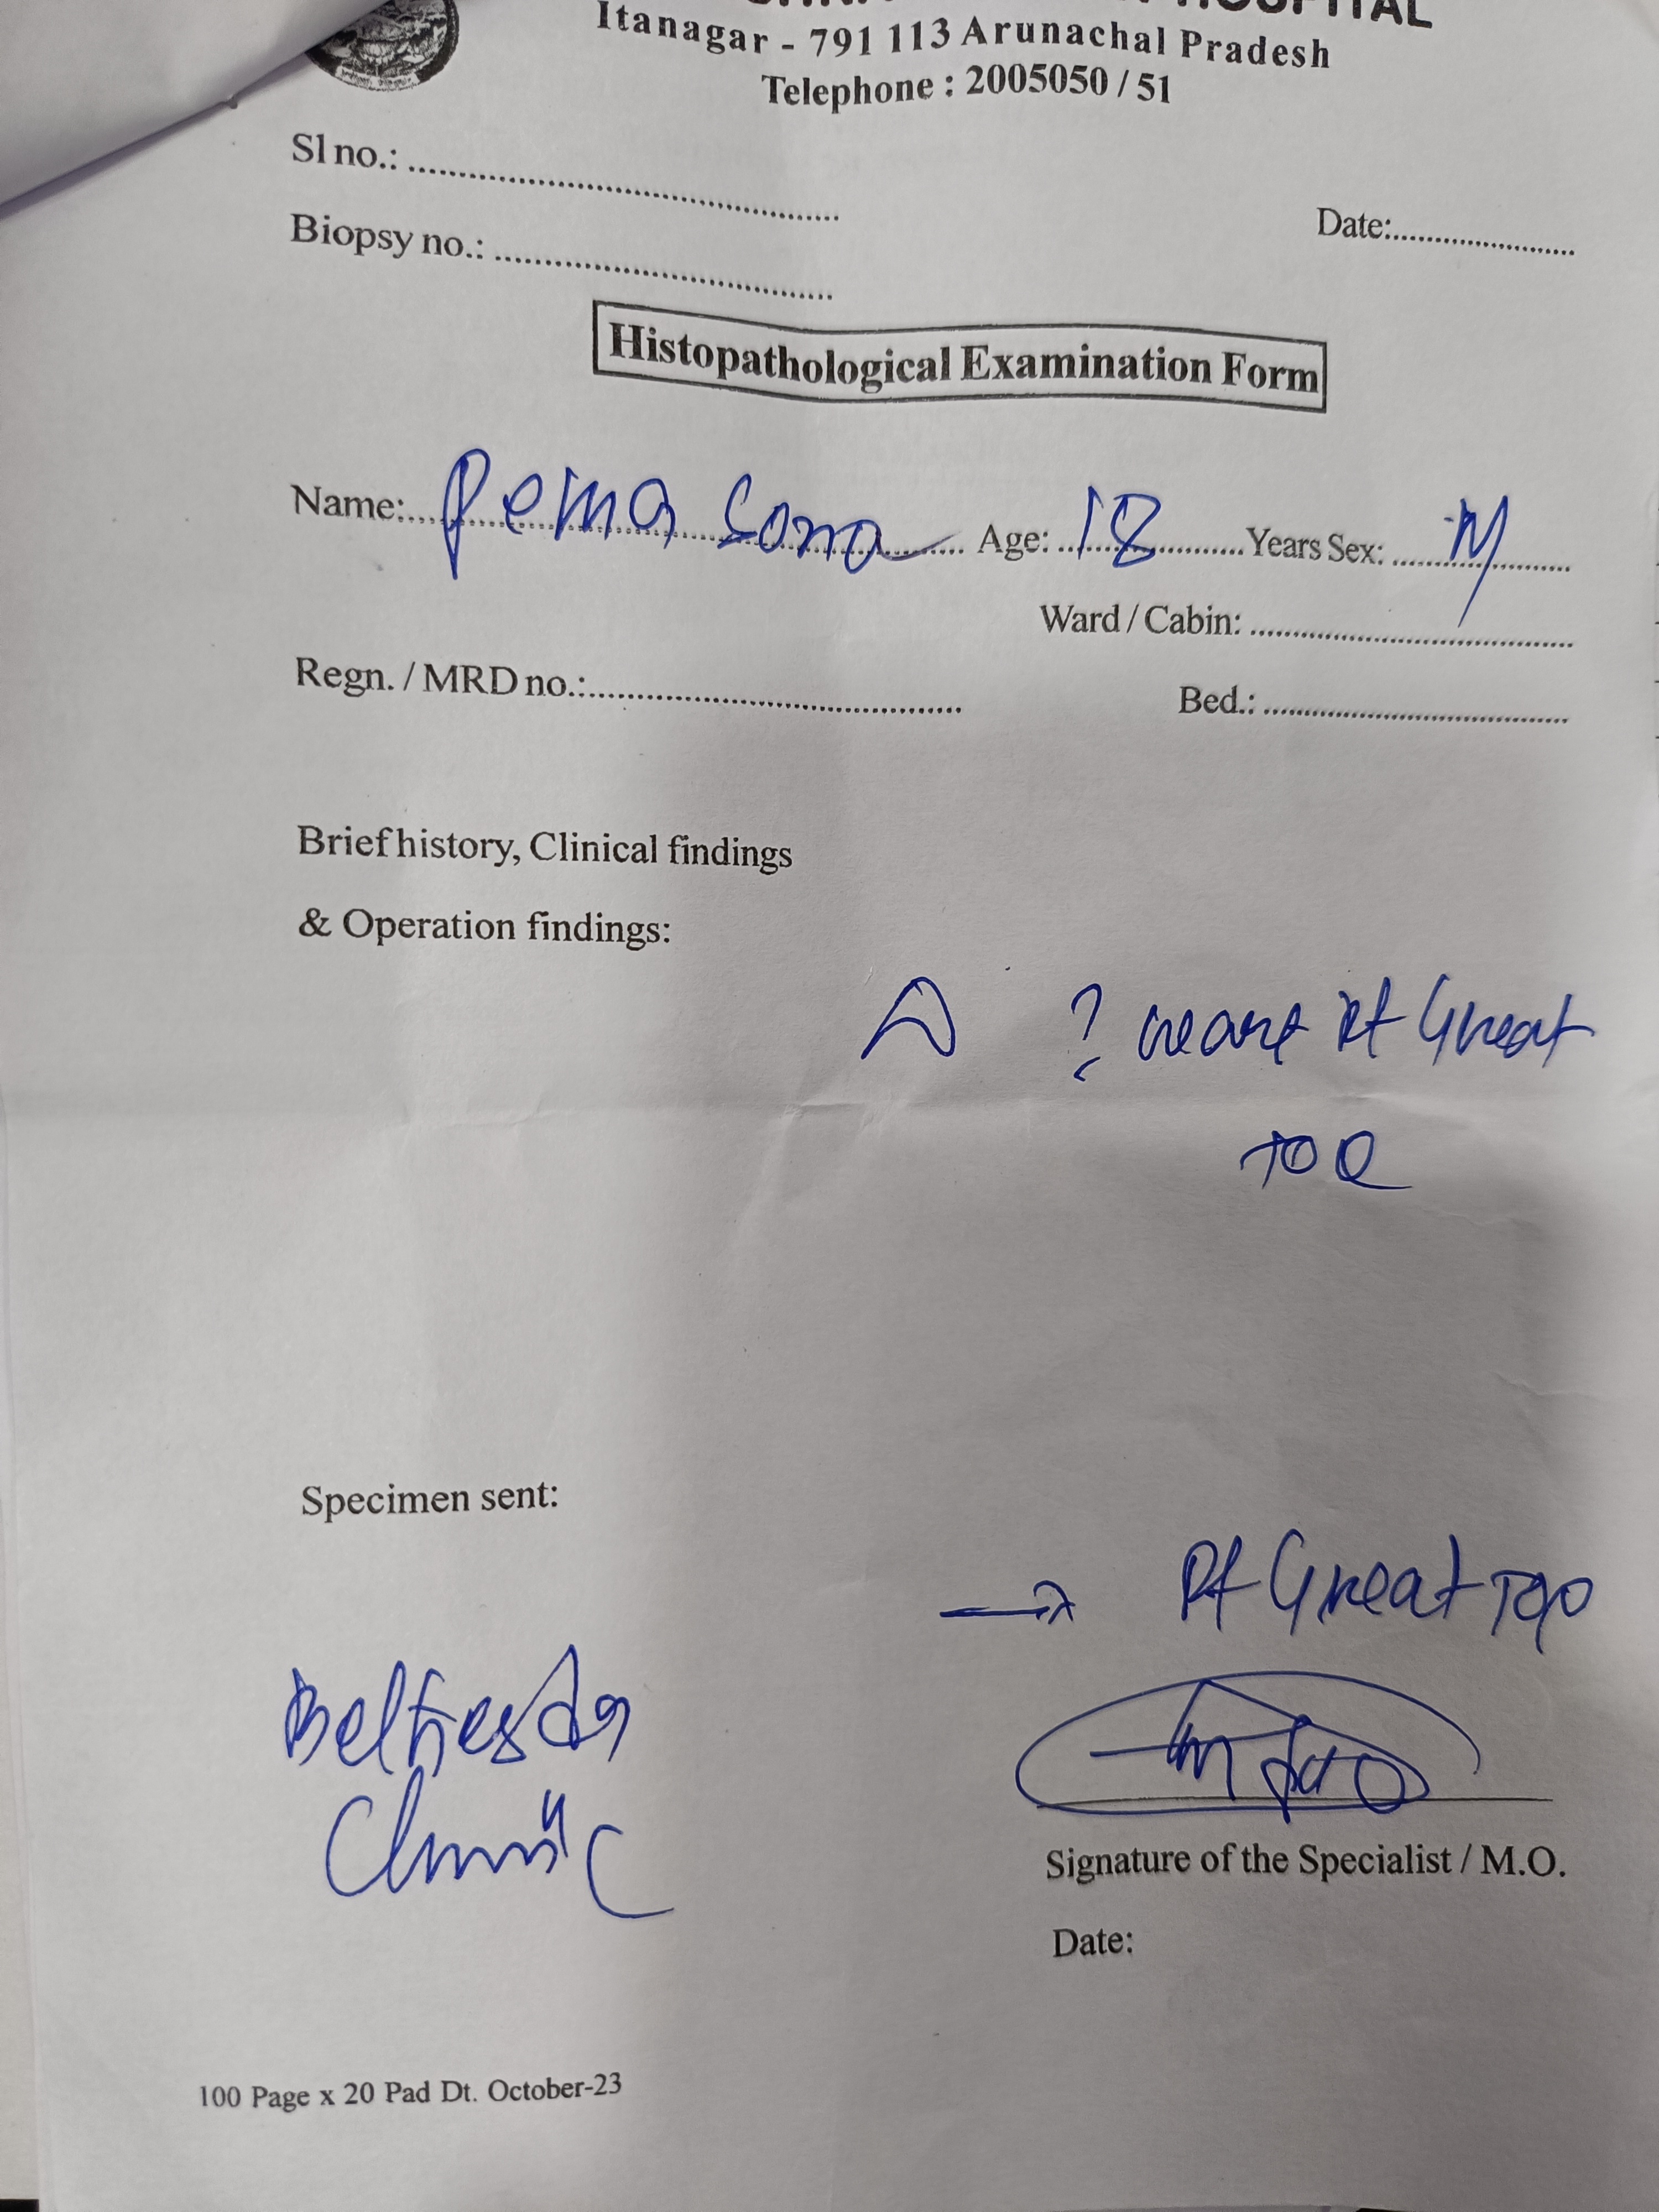 HOSPITAL
Itanagar - 791 113 Arunachal Pradesh
Telephone : 2005050 / 51
Sl no.:
Date:
Biopsy no.:
Histopathological Examination Form
Name: Pema Sona Age: 18 Years Sex: M
Ward / Cabin:
Regn. / MRD no.:
Bed.:
Brief history, Clinical findings
& Operation findings:
? Rt Great
toe
Specimen sent:
→ Rt Great
Clinic
Signature of the Specialist / M.O.
Date:
100 Page x 20 Pad Dt. October-23